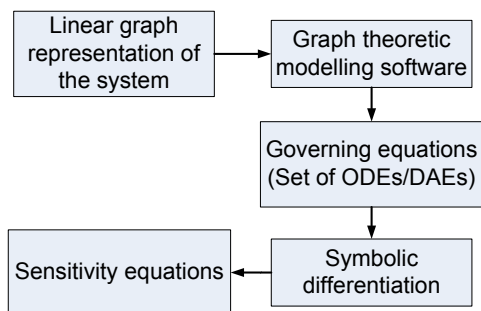 Linear graph
representation of
the system
Graph theoretic
modelling software
Governing equations
(Set of ODEs/DAEs)
Symbolic
differentiation
Sensitivity equations